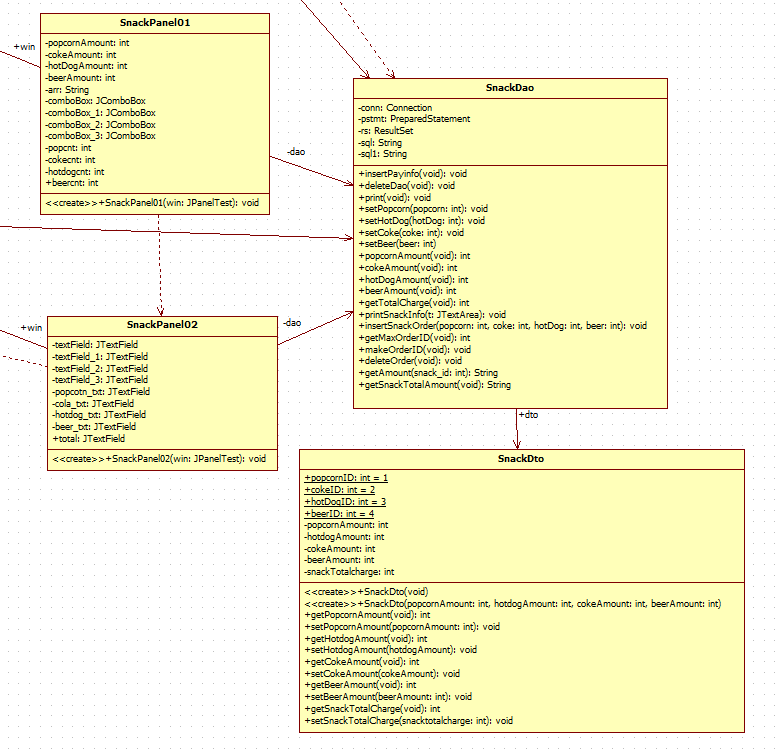 SnackPanel01
+win
-popcornAmount: int
-cokeAmount: int
-hotDogAmount: int
-beerAmount: int
-arr: String
-comboBox: JComboBox
-comboBox_1: JComboBox
-comboBox_2: JComboBox
-comboBox_3: JComboBox
-popcnt: int
-cokecnt: int
-hotdogcnt: int
+beercnt: int
<<create>>+SnackPanel01(win: JPanelTest): void
-dao
SnackDao
-conn: Connection
-pstmt: PreparedStatement
-rs: ResultSet
-sql: String
-sql1: String
+insertPayinfo(void): void
+deleteDao(void): void
+print(void): void
+setPopcorn(popcorn: int): void
+setHotDog(hotDog: int): void
+setCoke(coke: int): void
+setBeer(beer: int)
+popcornAmount(void): int
+cokeAmount(void): int
+hotDogAmount(void): int
+beerAmount(void): int
+getTotalCharge(void): int
+printSnackInfo(t: JTextArea): void
+insertSnackOrder(popcorn: int, coke: int, hotDog: int, beer: int): void
+getMaxOrderID(void): int
+makeOrderID(void): void
+deleteOrder(void): void
+getAmount(snack_id: int): String
+getSnackTotalAmount(void): String
+win
-dao
SnackPanel02
-textField: JTextField
-textField_1: JTextField
-textField_2: JTextField
-textField_3: JTextField
-popcotn_txt: JTextField
-cola_txt: JTextField
-hotdog_txt: JTextField
-beer_txt: JTextField
+total: JTextField
<<create>>+SnackPanel02(win: JPanelTest): void
+dto
SnackDto
+popcornID: int = 1
+cokeID: int = 2
+hotDogID: int = 3
+beerID: int = 4
-popcornAmount: int
-hotdogAmount: int
-cokeAmount: int
-beerAmount: int
-snackTotalcharge: int
<<create>>+SnackDto(void)
<<create>>+SnackDto(popcornAmount: int, hotdogAmount: int, cokeAmount: int, beerAmount: int)
+getPopcornAmount(void): int
+setPopcornAmount(popcornAmount: int): void
+getHotdogAmount(void): int
+setHotdogAmount(hotdogAmount): void
+getCokeAmount(void): int
+setCokeAmount(cokeAmount): void
+getBeerAmount(void): int
+setBeerAmount(beerAmount: int): void
+getSnackTotalCharge(void): int
+setSnackTotalCharge(snacktotalcharge: int): void